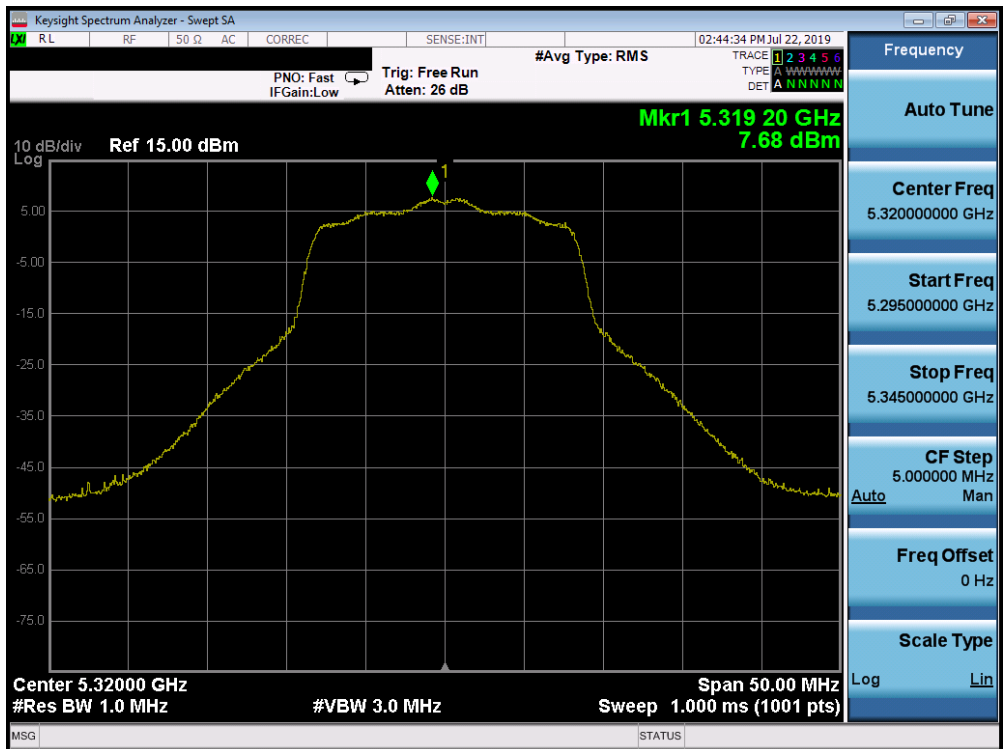 Keysight Spectrum Analyzer - Swept SA
LXI RL RF 50 Ω AC CORREC SENSE:INT 02:44:34 PM Jul 22, 2019
#Avg Type: RMS TRACE 1 2 3 4 5 6
PNO: Fast Trig: Free Run TYPE A WWWWW
IFGain:Low Atten: 26 dB DET A N N N N N
Mkr1 5.319 20 GHz
7.68 dBm
10 dB/div Ref 15.00 dBm
Log
1
5.00
-5.00
-15.0
-25.0
-35.0
-45.0
-55.0
-65.0
-75.0
Center 5.32000 GHz Span 50.00 MHz
#Res BW 1.0 MHz #VBW 3.0 MHz Sweep 1.000 ms (1001 pts)
MSG STATUS
Frequency
Auto Tune
Center Freq
5.320000000 GHz
Start Freq
5.295000000 GHz
Stop Freq
5.345000000 GHz
CF Step
5.000000 MHz
Auto Man
Freq Offset
0 Hz
Scale Type
Log Lin